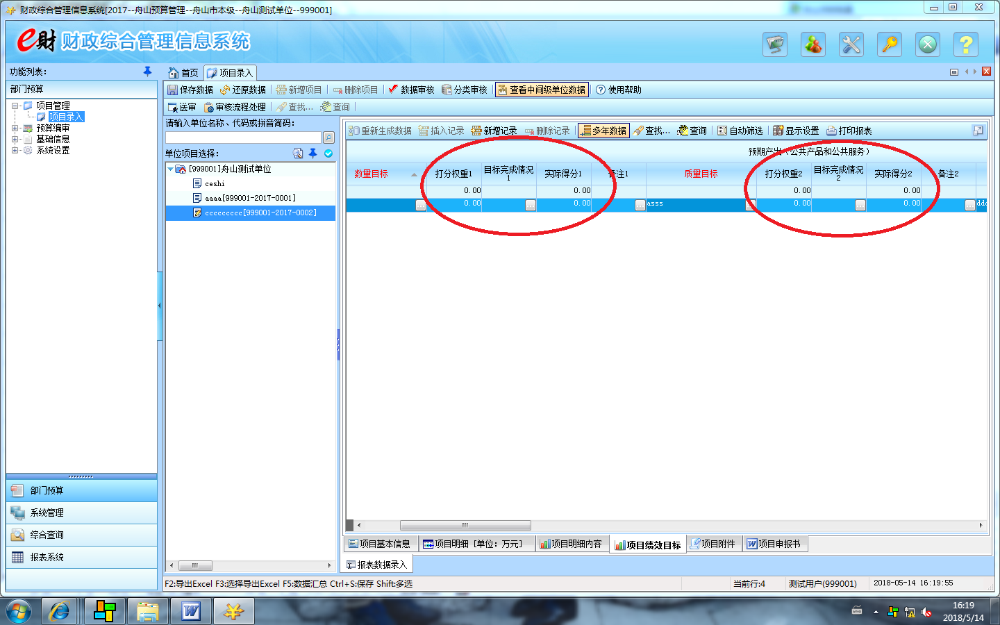 财政综合管理信息系统[2017--舟山预算管理--舟山市本级--舟山测试单位--999001]
e财 财政综合管理信息系统
功能列表:
首页 项目录入
部门预算
保存数据 还原数据 新增项目 删除项目 数据审核 分类审核 查看中间级单位数据 使用帮助
送审 审核流程处理 查找... 查询
项目管理
项目录入
预算编审
基础信息
系统设置
请输入单位名称、代码或拼音简码:
单位项目选择:
[999001]舟山测试单位
ceshi
aaaa[999001-2017-0001]
ccccccccc[999001-2017-0002]
重新生成数据 插入记录 新增记录 删除记录 多年数据 查找... 查询 自动筛选 显示设置 打印报表
预期产出（公共产品和公共服务）
数量目标 打分权重1 目标完成情况1 实际得分1 备注1 质量目标 打分权重2 目标完成情况2 实际得分2 备注2
0.00 0.00 0.00 0.00
0.00 ... 0.00 ... asss 0.00 ... 0.00 ... ddd
部门预算
系统管理
综合查询
报表系统
项目基本信息 项目明细［单位：万元］ 项目明细内容 项目绩效目标 项目附件 项目申报书
报表数据录入
F2:导出Excel F3:选择导出Excel F5:数据汇总 Ctrl+S:保存 Shift:多选
当前行:4 测试用户(999001) 2018-05-14 16:19:55
16:19
2018/5/14